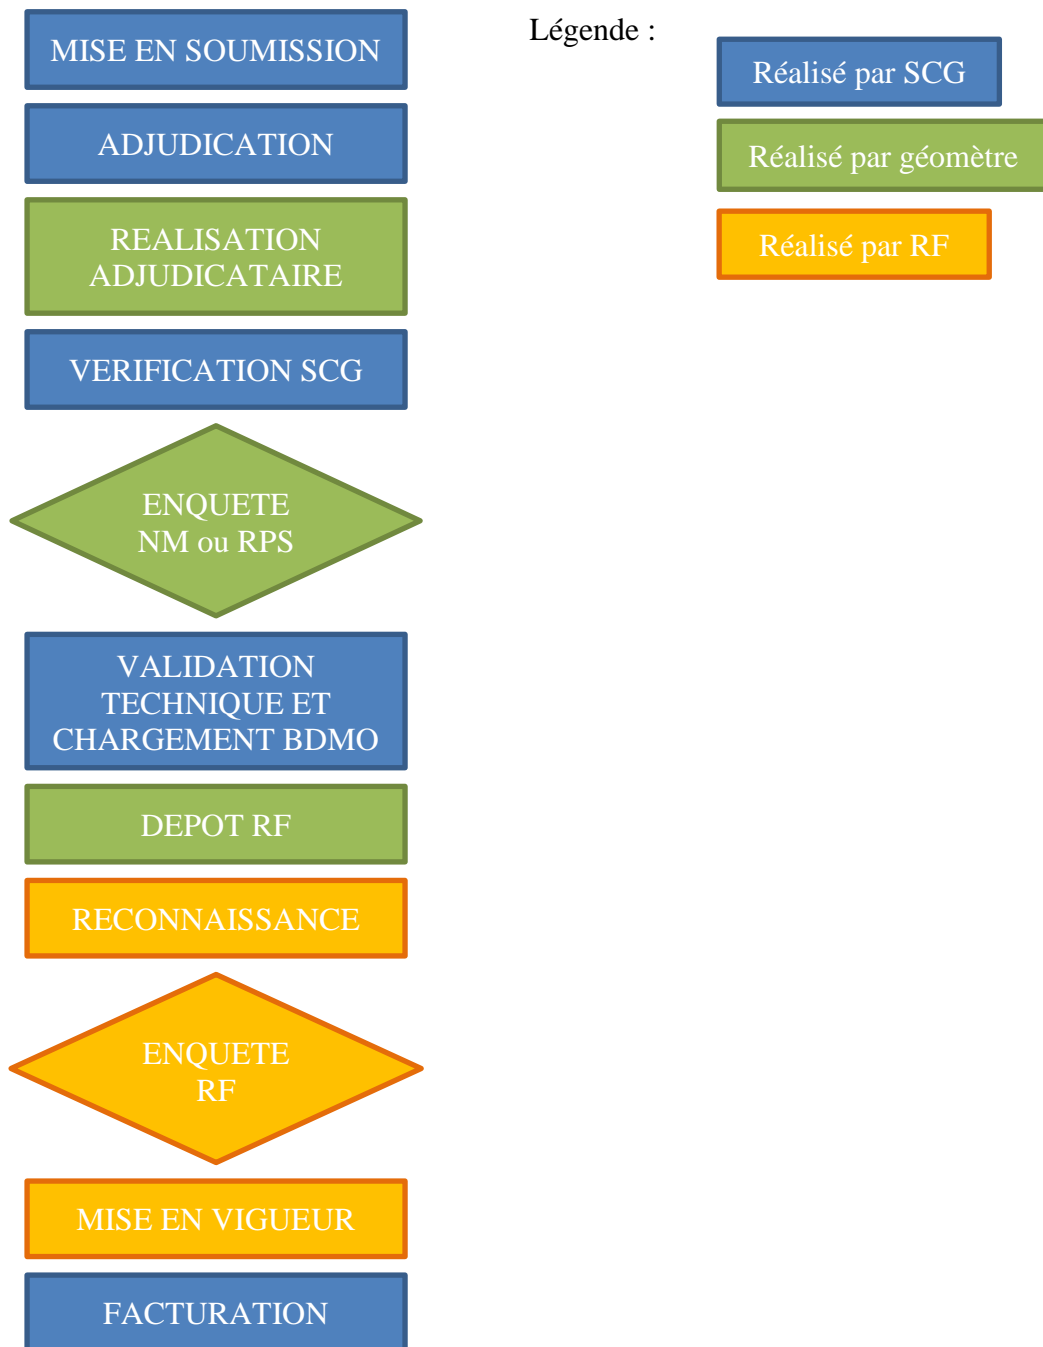 MISE EN SOUMISSION
ADJUDICATION
REALISATION
ADJUDICATAIRE
VERIFICATION SCG
ENQUETE
NM ou RPS
VALIDATION
TECHNIQUE ET
CHARGEMENT BDMO
DEPOT RF
RECONNAISSANCE
ENQUETE
RF
MISE EN VIGUEUR
FACTURATION
Légende :
Réalisé par SCG
Réalisé par géomètre
Réalisé par RF